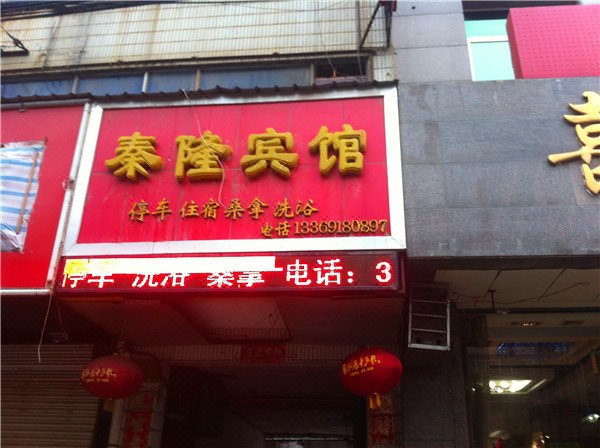 秦隆宾馆
停车 住宿 桑拿 洗浴
电话 13369180897
停车 洗浴 桑拿 电话：3
喜